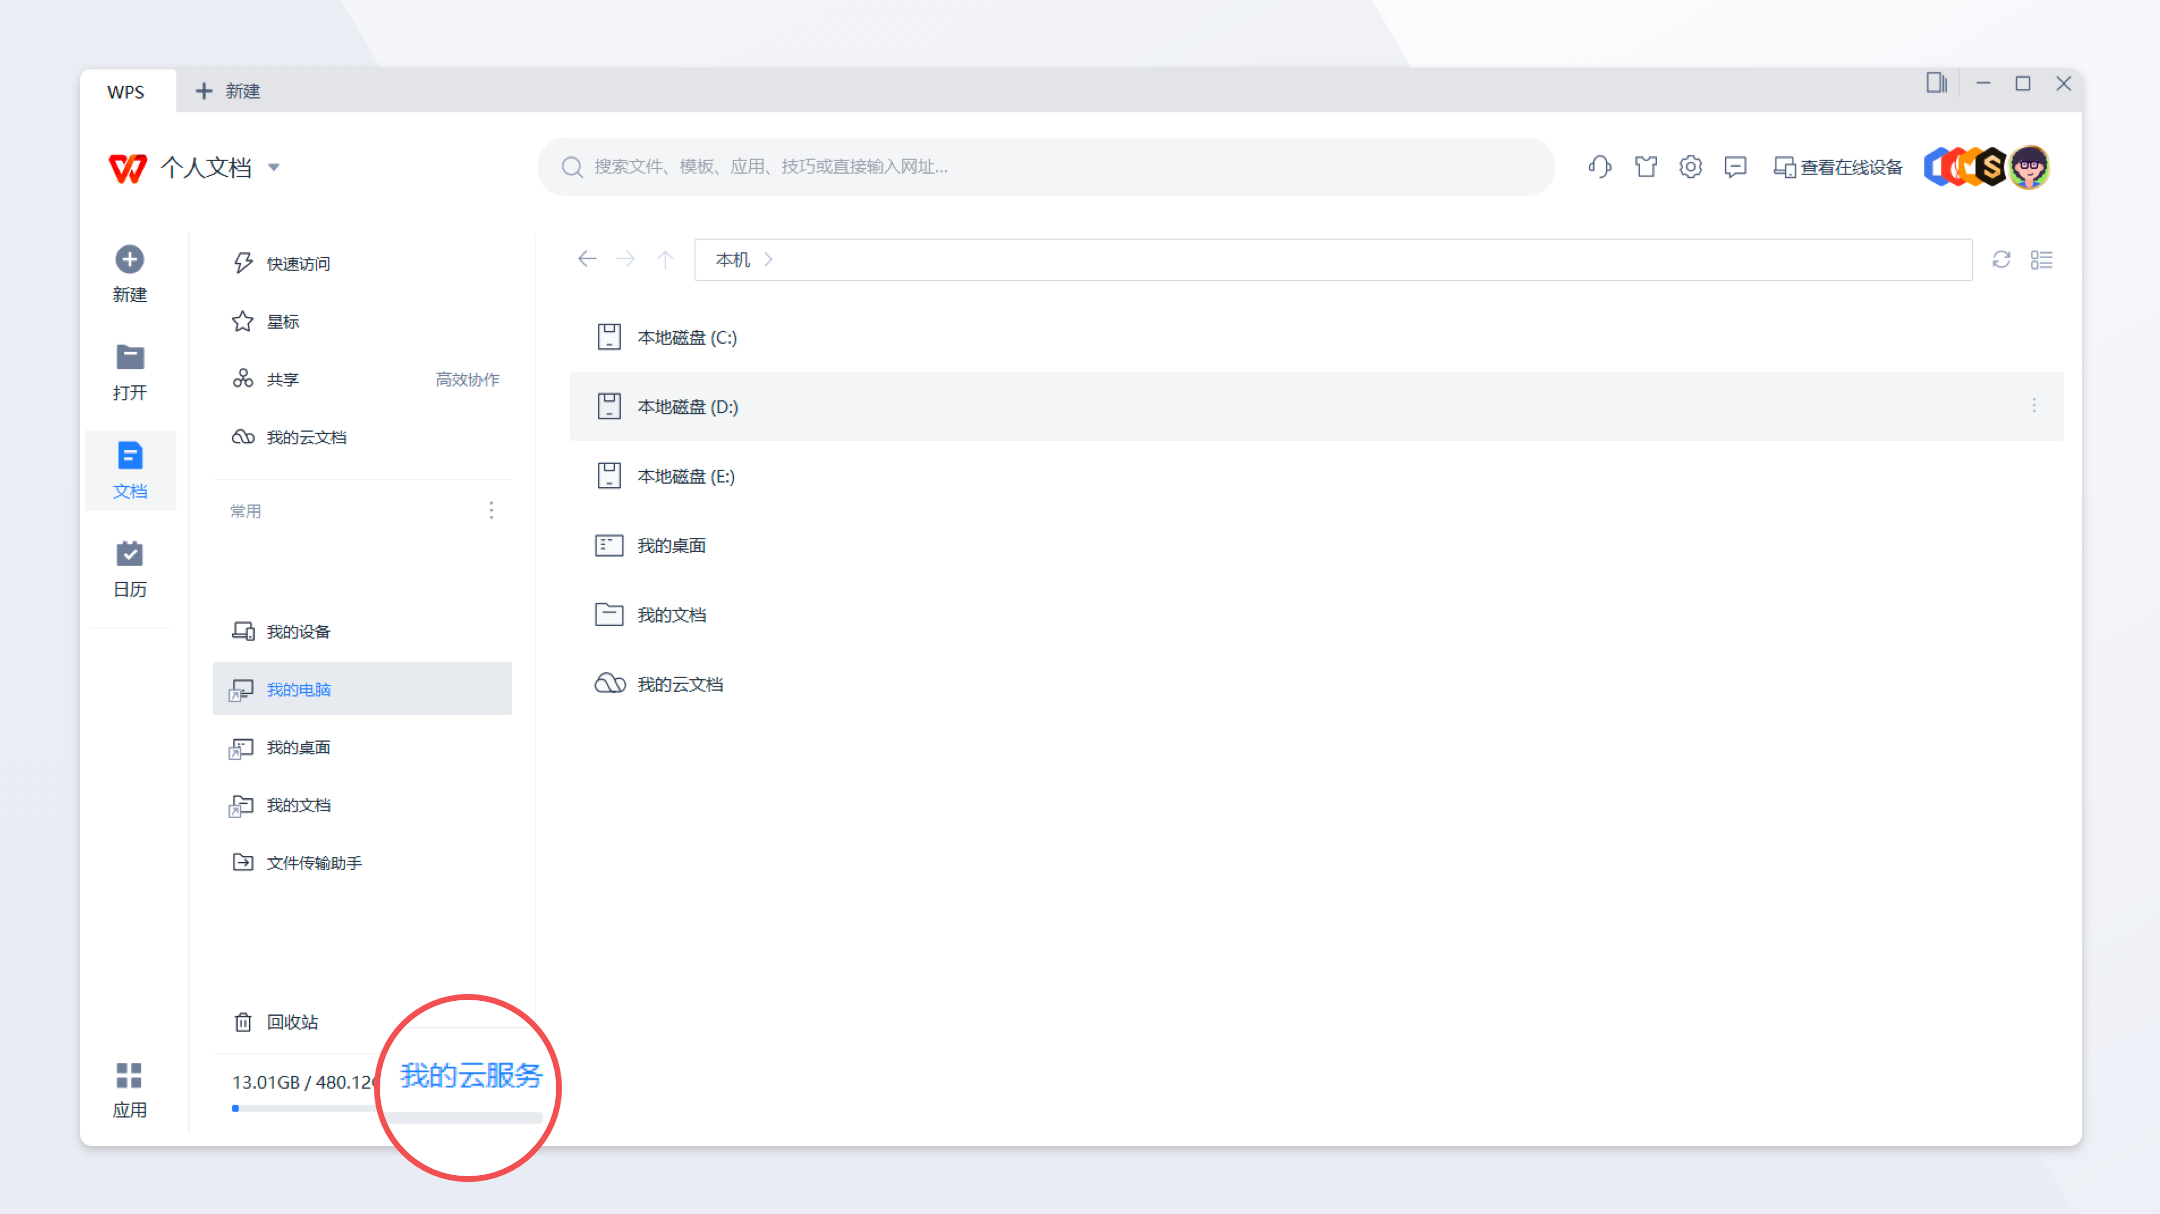 WPS
新建
个人文档
搜索文件、模板、应用、技巧或直接输入网址...
查看在线设备
新建
打开
文档
日历
应用
快速访问
星标
共享 高效协作
我的云文档
常用
我的设备
我的电脑
我的桌面
我的文档
文件传输助手
回收站
13.01GB / 480.12
我的云服务
本机
本地磁盘 (C:)
本地磁盘 (D:)
本地磁盘 (E:)
我的桌面
我的文档
我的云文档